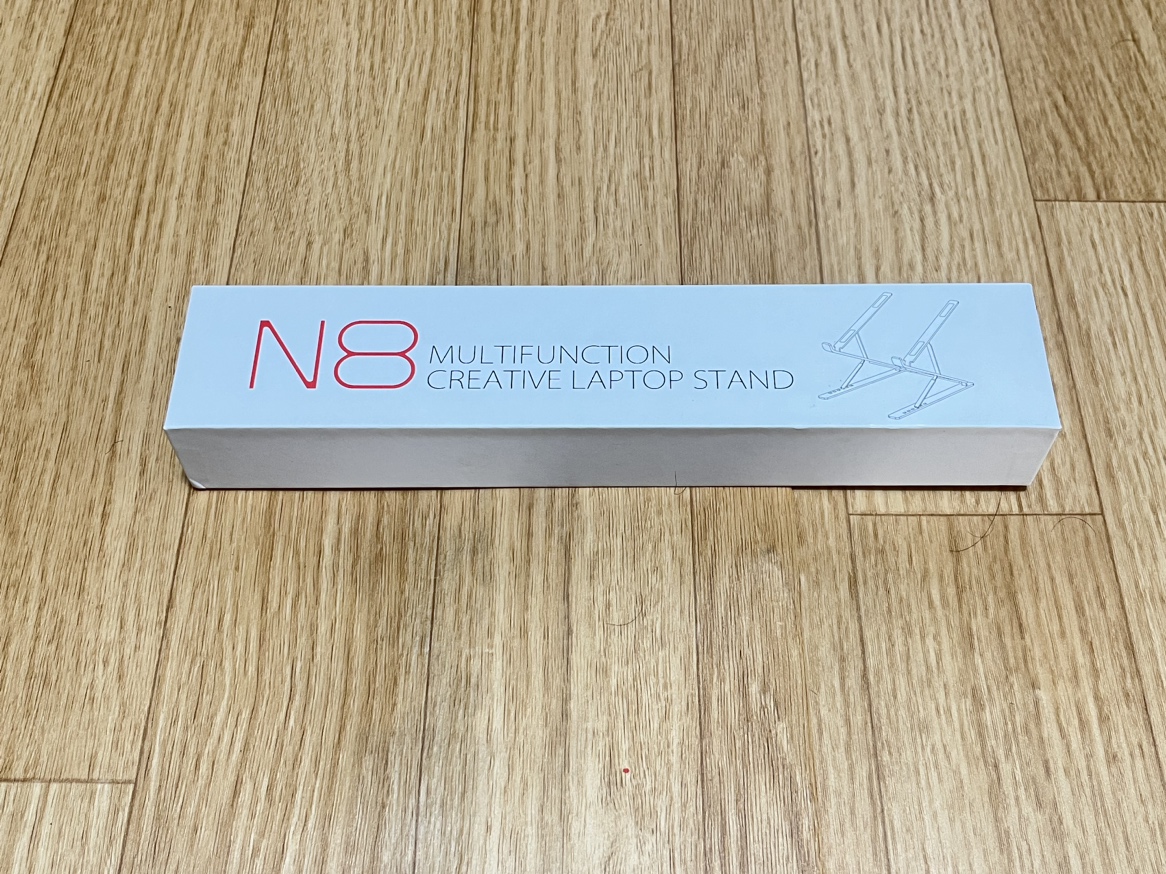 N8
MULTIFUNCTION
CREATIVE LAPTOP STAND